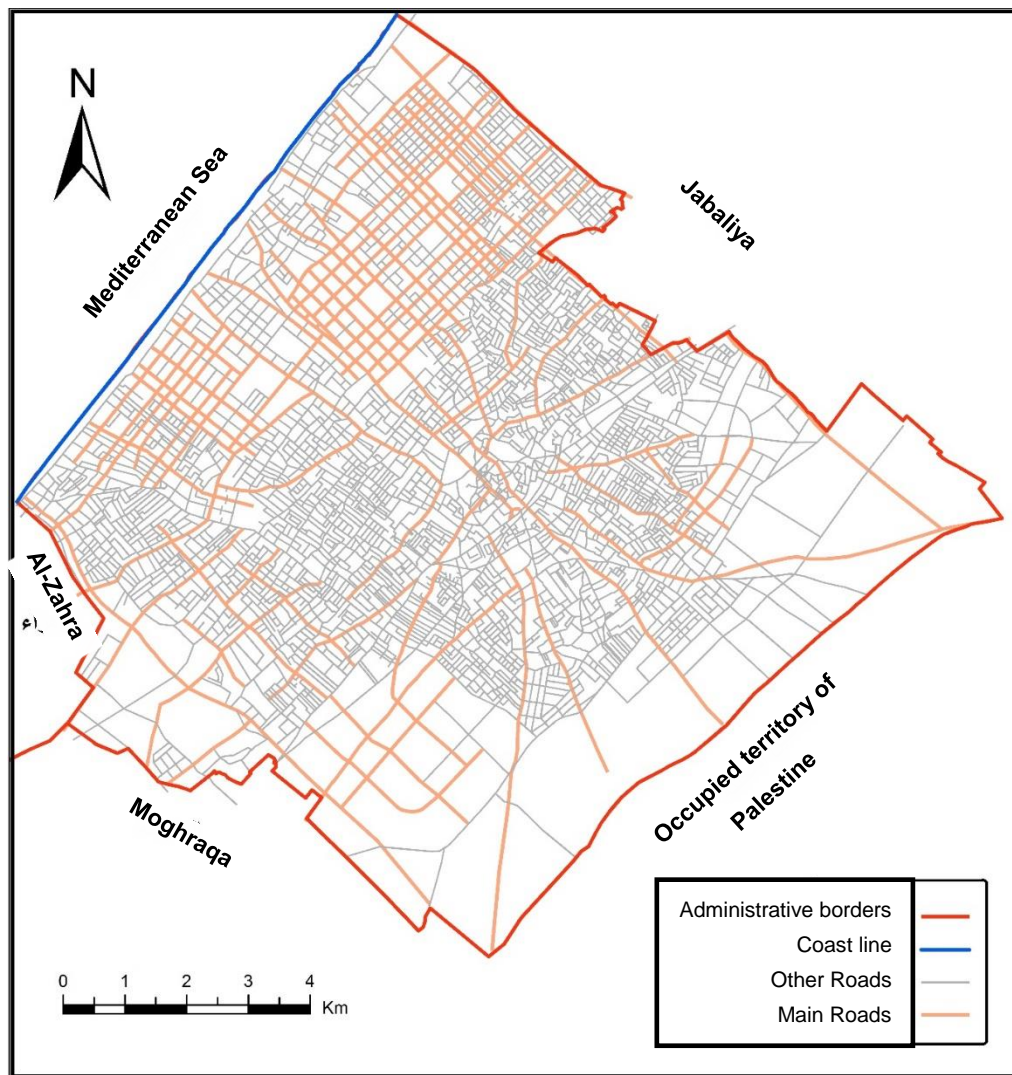 N
Mediterranean Sea
Jabaliya
Al-Zahra
Moghraqa
Occupied territory of
Palestine
Administrative borders
Coast line
Other Roads
Main Roads
0 1 2 3 4
Km